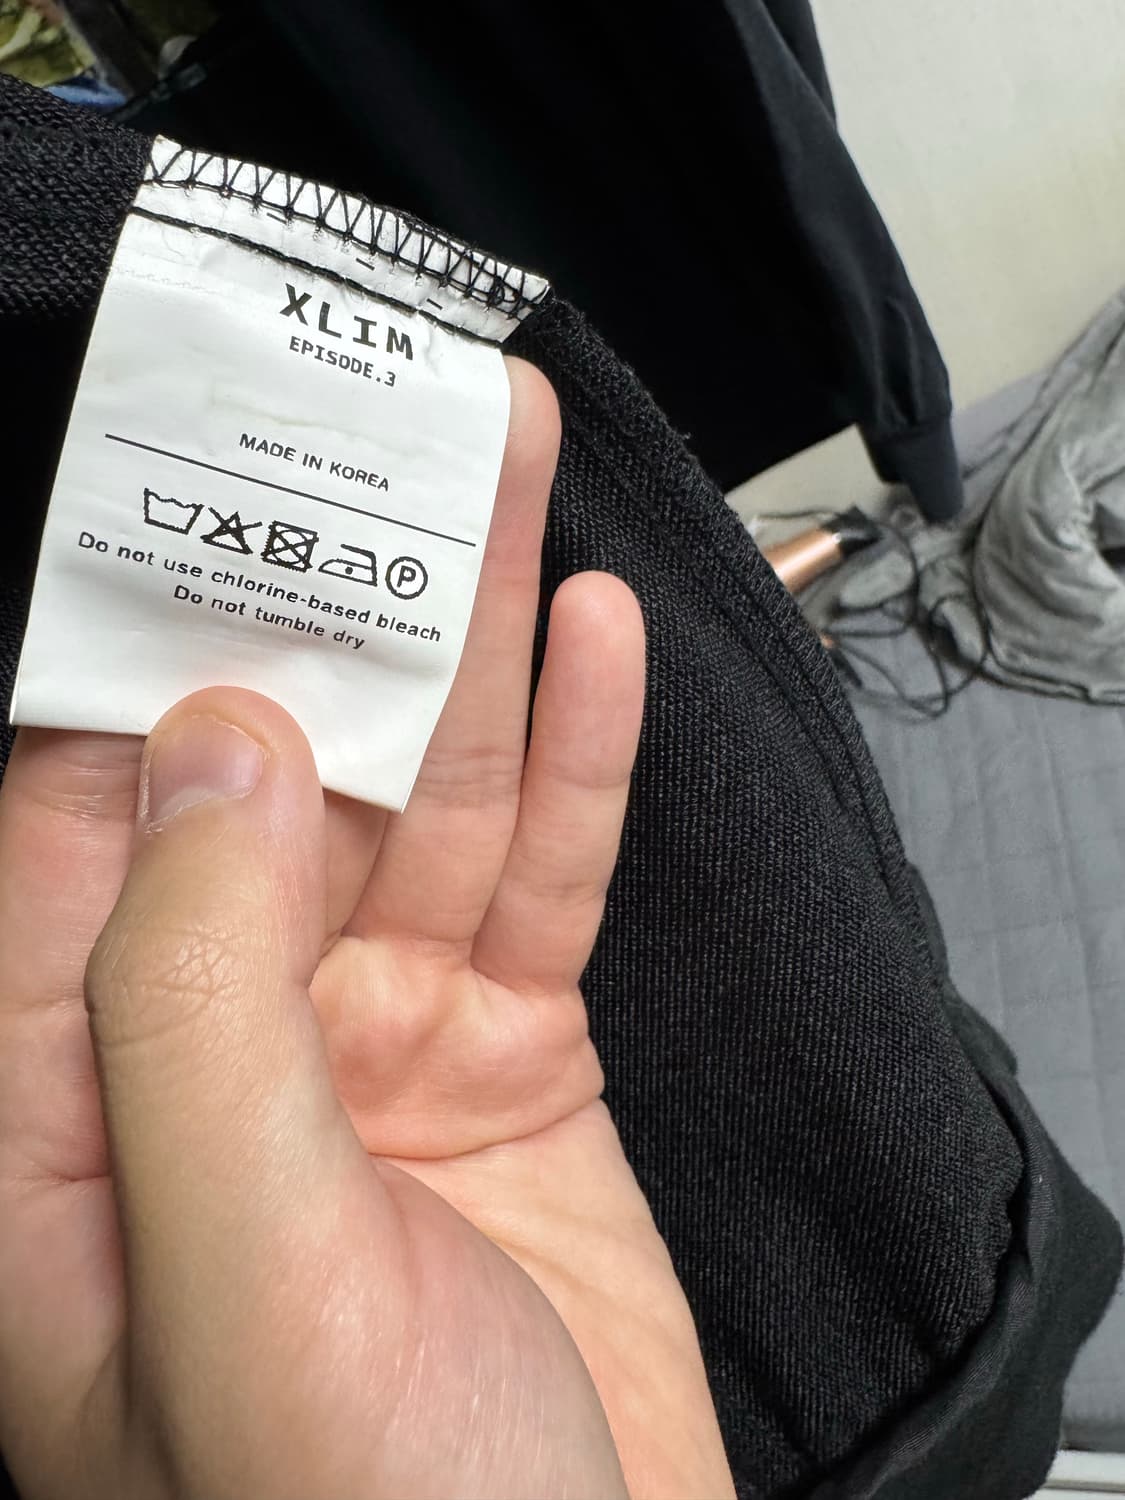 XLIM
EPISODE.3
MADE IN KOREA
P
Do not use chlorine-based bleach
Do not tumble dry